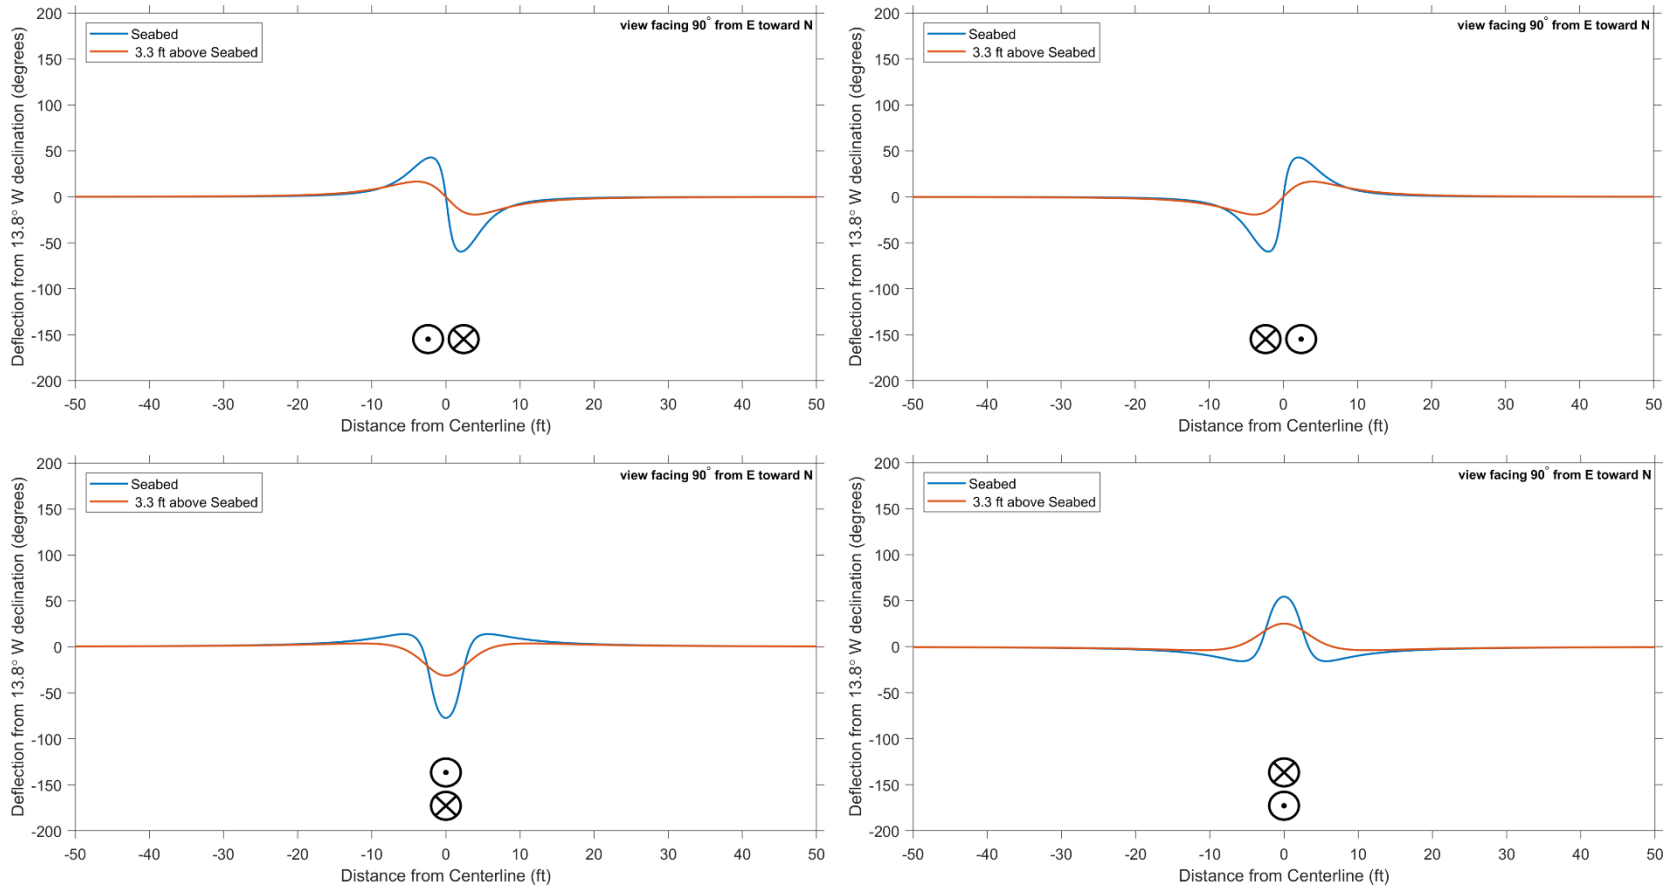 view facing 90° from E toward N
Seabed
3.3 ft above Seabed
Deflection from 13.8° W declination (degrees)
200
150
100
50
0
-50
-100
-150
-200
-50 -40 -30 -20 -10 0 10 20 30 40 50
Distance from Centerline (ft)
view facing 90° from E toward N
Seabed
3.3 ft above Seabed
Deflection from 13.8° W declination (degrees)
200
150
100
50
0
-50
-100
-150
-200
-50 -40 -30 -20 -10 0 10 20 30 40 50
Distance from Centerline (ft)
view facing 90° from E toward N
Seabed
3.3 ft above Seabed
Deflection from 13.8° W declination (degrees)
200
150
100
50
0
-50
-100
-150
-200
-50 -40 -30 -20 -10 0 10 20 30 40 50
Distance from Centerline (ft)
view facing 90° from E toward N
Seabed
3.3 ft above Seabed
Deflection from 13.8° W declination (degrees)
200
150
100
50
0
-50
-100
-150
-200
-50 -40 -30 -20 -10 0 10 20 30 40 50
Distance from Centerline (ft)